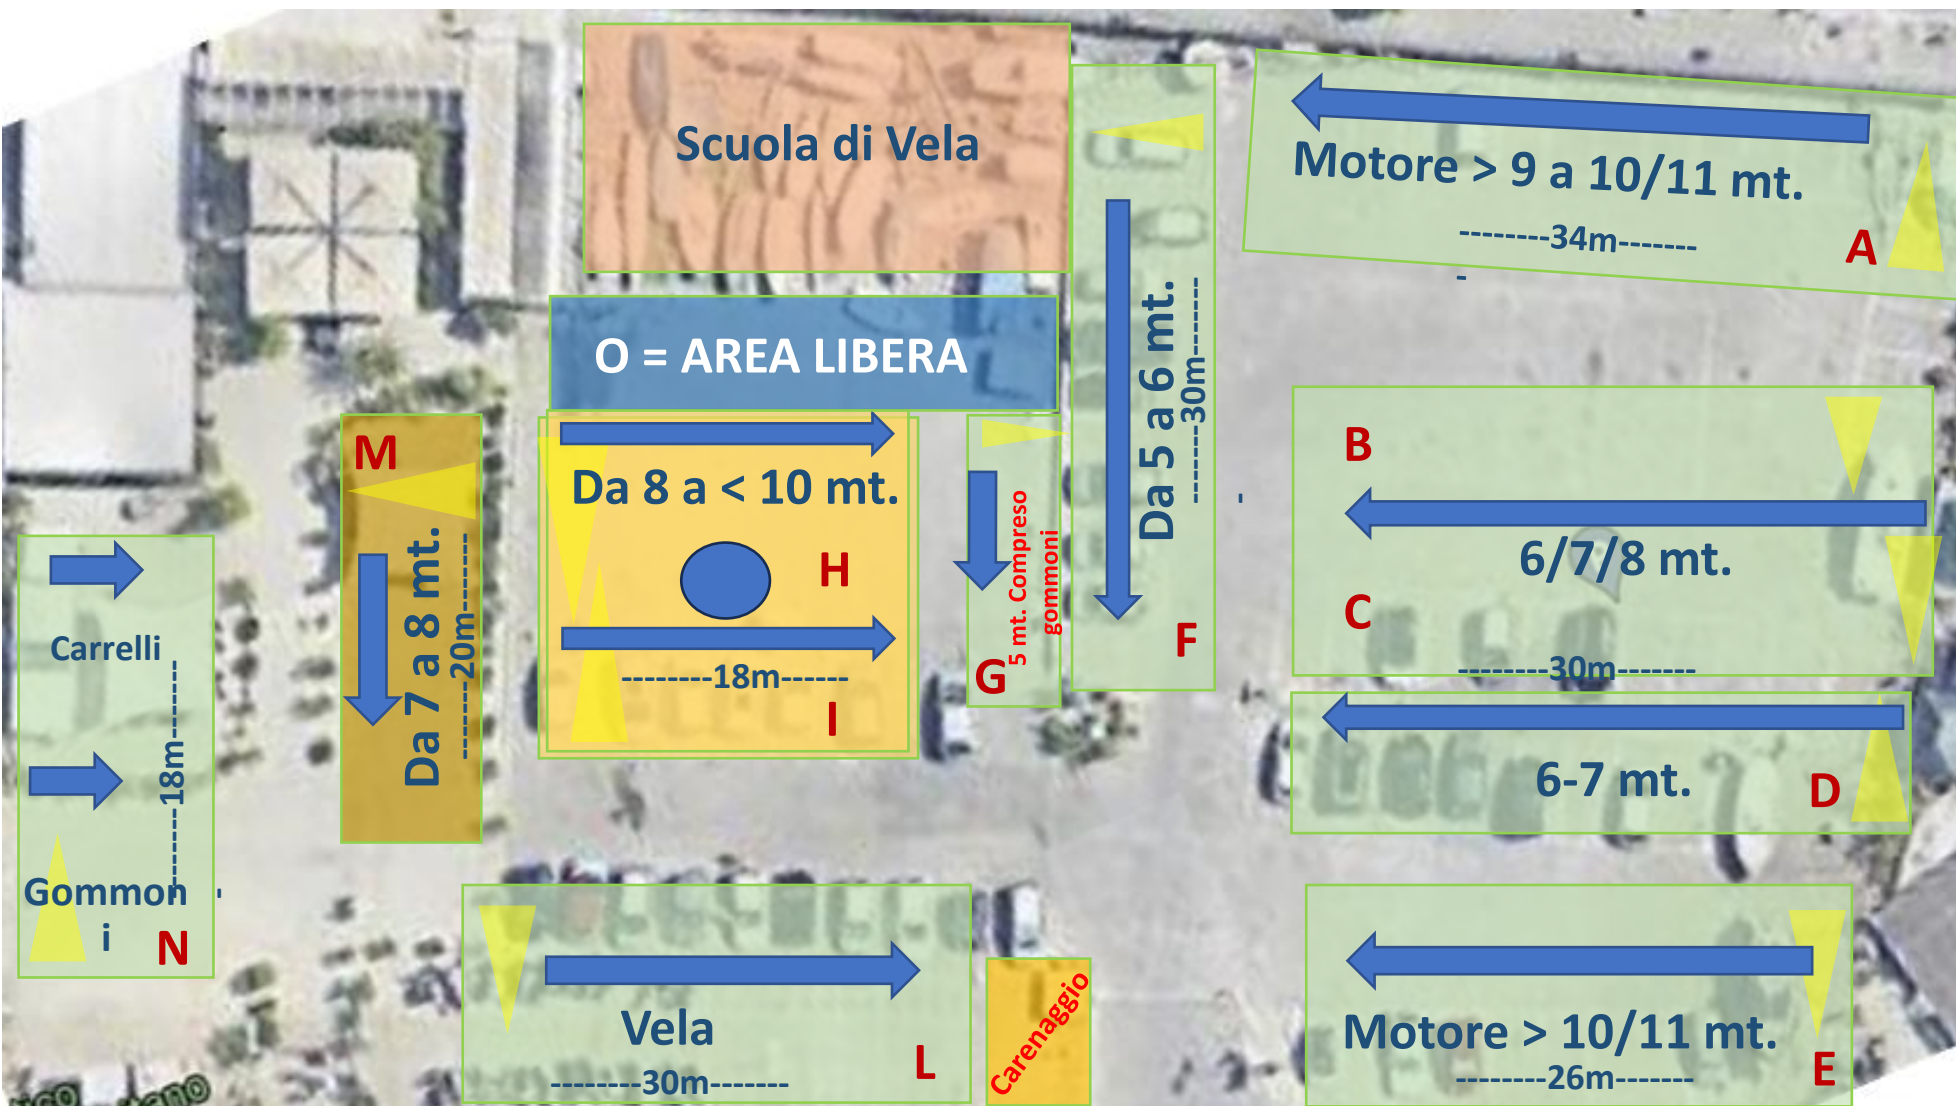 Scuola di Vela
Motore > 9 a 10/11 mt.
--------34m-------
-
A
O = AREA LIBERA
Da 5 a 6 mt.
--------30m--------
-
F
M
Da 7 a 8 mt.
--------20m--------
Da 8 a < 10 mt.
H
--------18m------
I
5 mt. Compreso
gommoni
G
B
6/7/8 mt.
C
--------30m-------
6-7 mt.
D
Carrelli
--------18m--------
-
Gommon
i
N
Vela
--------30m-------
L
Carenaggio
Motore > 10/11 mt.
--------26m-------
E